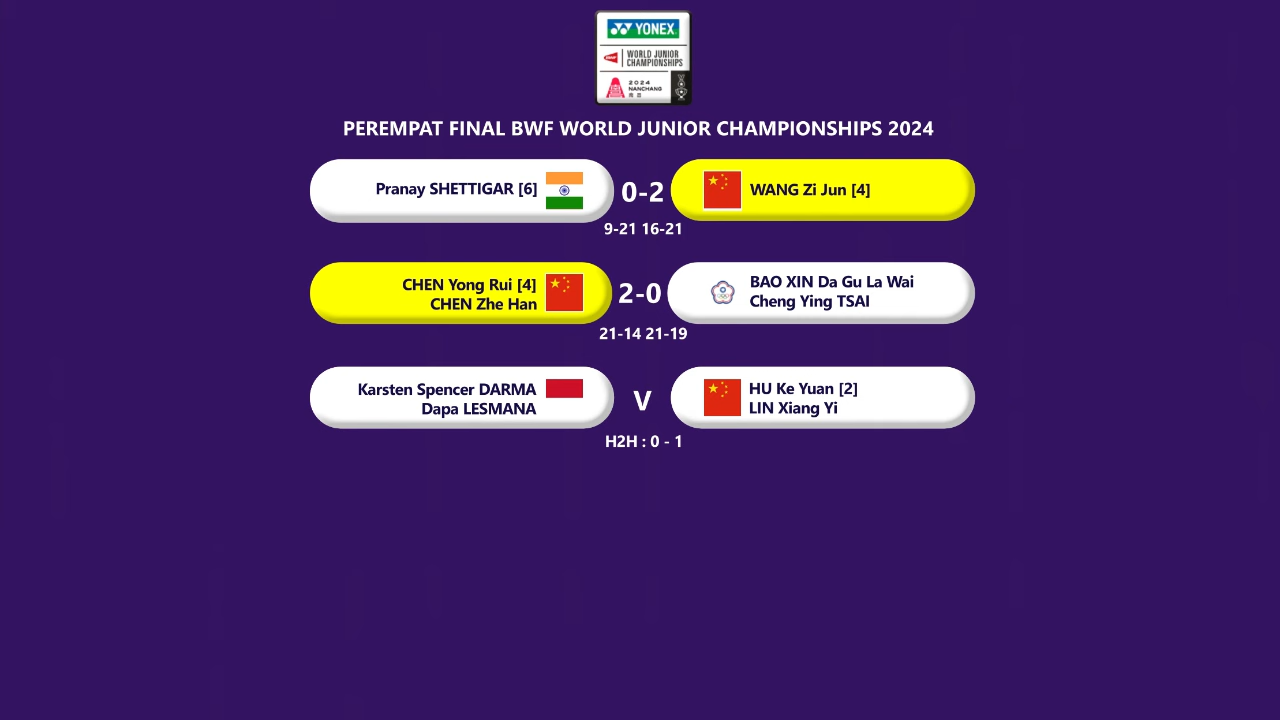 YONEX
WORLD JUNIOR
CHAMPIONSHIPS
2024
NANCHANG
南昌
PEREMPAT FINAL BWF WORLD JUNIOR CHAMPIONSHIPS 2024
Pranay SHETTIGAR [6]
0-2
WANG Zi Jun [4]
9-21 16-21
CHEN Yong Rui [4]
CHEN Zhe Han
2-0
BAO XIN Da Gu La Wai
Cheng Ying TSAI
21-14 21-19
Karsten Spencer DARMA
Dapa LESMANA
V
HU Ke Yuan [2]
LIN Xiang Yi
H2H : 0 - 1